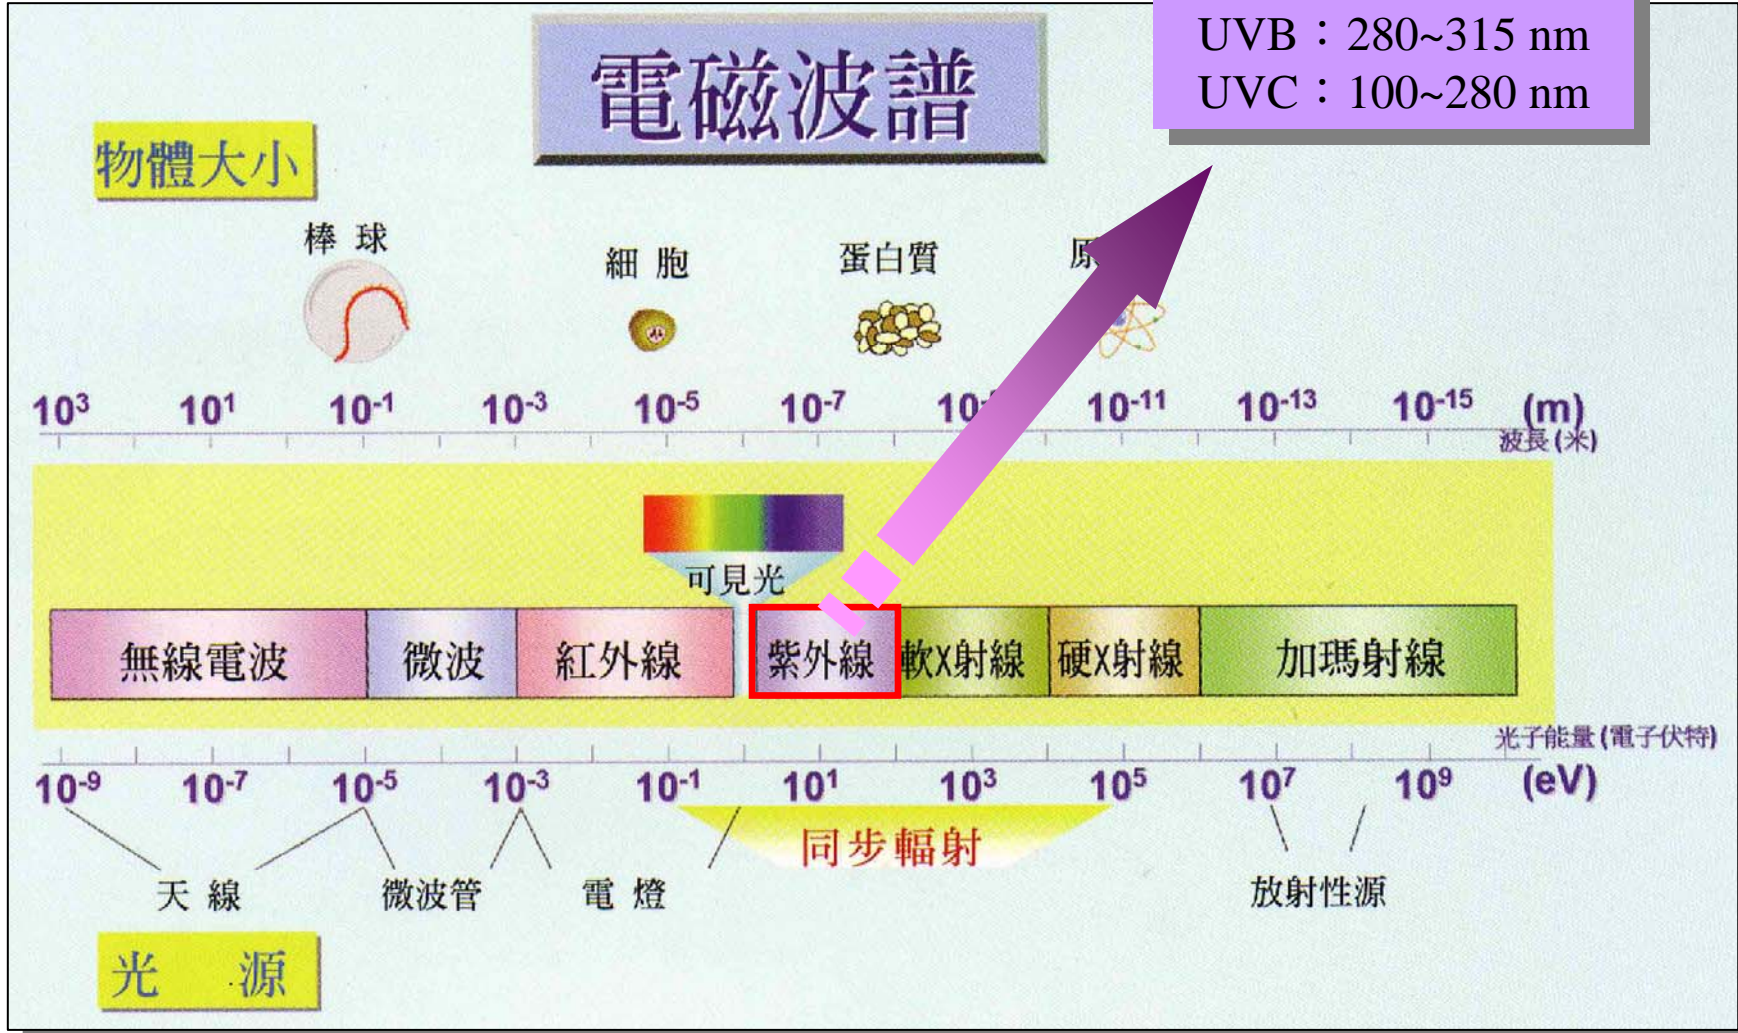 UVB：280~315 nm
UVC：100~280 nm
電磁波譜
物體大小
棒 球
細 胞
蛋白質
原
10³ 10¹ 10⁻¹ 10⁻³ 10⁻⁵ 10⁻⁷ 10⁻¹¹ 10⁻¹³ 10⁻¹⁵ (m)
波長(米)
可見光
無線電波 微波 紅外線 紫外線 軟X射線 硬X射線 加瑪射線
光子能量(電子伏特)
10⁻⁹ 10⁻⁷ 10⁻⁵ 10⁻³ 10⁻¹ 10¹ 10³ 10⁵ 10⁷ 10⁹ (eV)
同步輻射
天 線 微波管 電 燈 放射性源
光 源